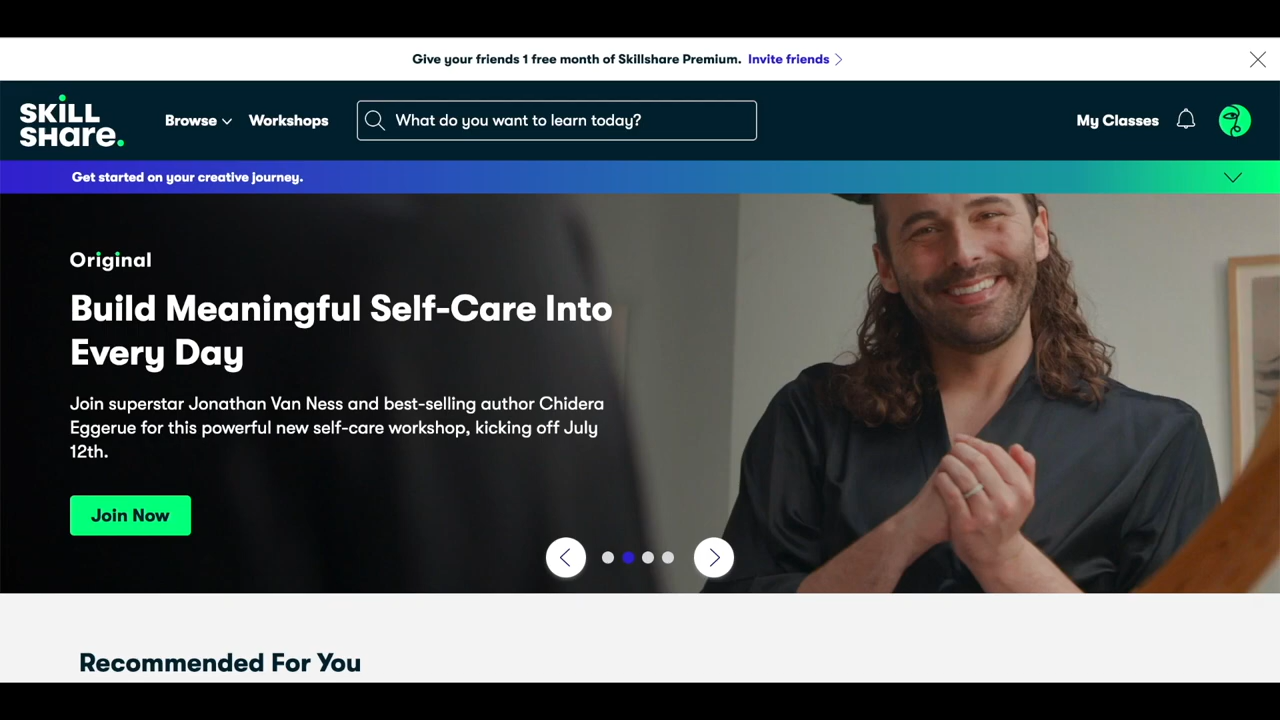 Give your friends 1 free month of Skillshare Premium. Invite friends
SKiLL
SHare.
Browse
Workshops
What do you want to learn today?
My Classes
Get started on your creative journey.
Original
Build Meaningful Self-Care Into
Every Day
Join superstar Jonathan Van Ness and best-selling author Chidera
Eggerue for this powerful new self-care workshop, kicking off July
12th.
Join Now
Recommended For You